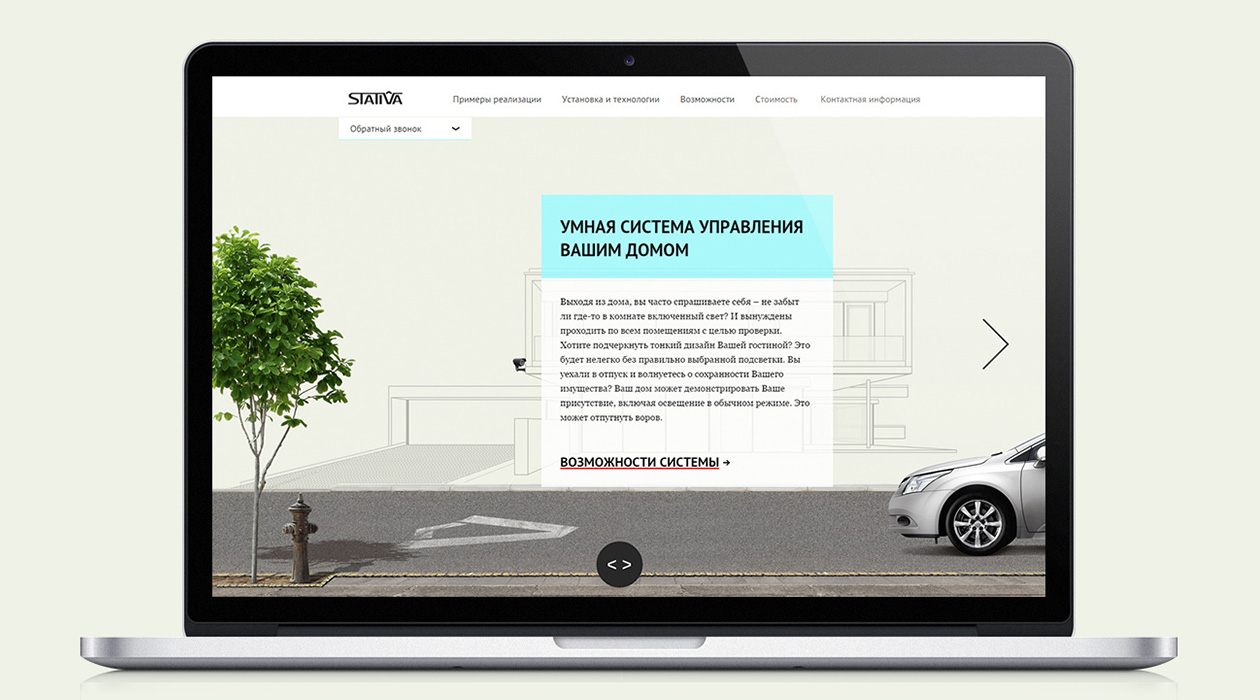 STATIVA
Примеры реализации
Установка и технологии
Возможности
Стоимость
Контактная информация
Обратный звонок
УМНАЯ СИСТЕМА УПРАВЛЕНИЯ
ВАШИМ ДОМОМ
Выходя из дома, вы часто спрашиваете себя – не забыт
ли где-то в комнате включенный свет? И вынуждены
проходить по всем помещениям с целью проверки.
Хотите подчеркнуть тонкий дизайн Вашей гостиной? Это
будет нелегко без правильно выбранной подсветки. Вы
уехали в отпуск и волнуетесь о сохранности Вашего
имущества? Ваш дом может демонстрировать Ваше
присутствие, включая освещение в обычном режиме. Это
может отпутнуть воров.
ВОЗМОЖНОСТИ СИСТЕМЫ →
< >